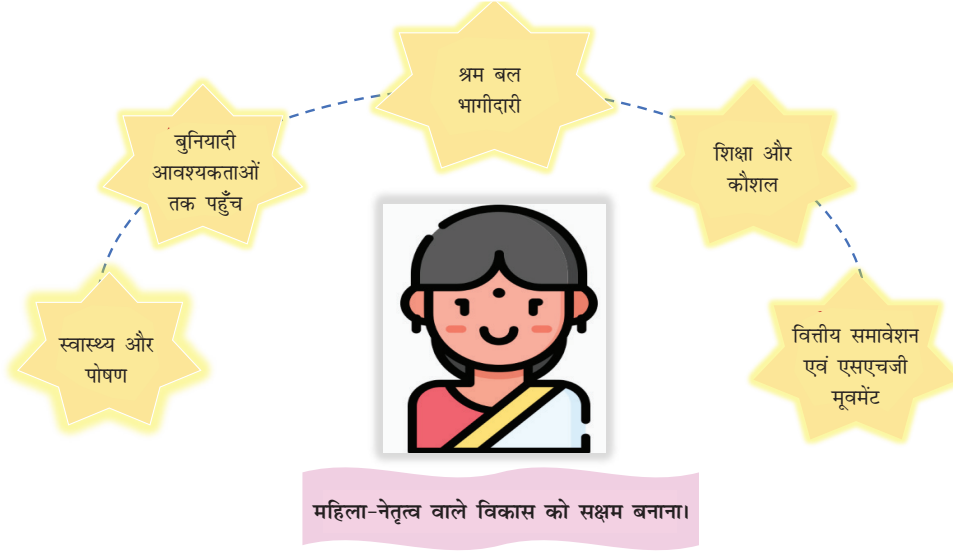 श्रम बल
भागीदारी
बुनियादी
आवश्यकताओं
तक पहुँच
शिक्षा और
कौशल
स्वास्थ्य और
पोषण
वित्तीय समावेशन
एवं एसएचजी
मूवमेंट
महिला-नेतृत्व वाले विकास को सक्षम बनाना।